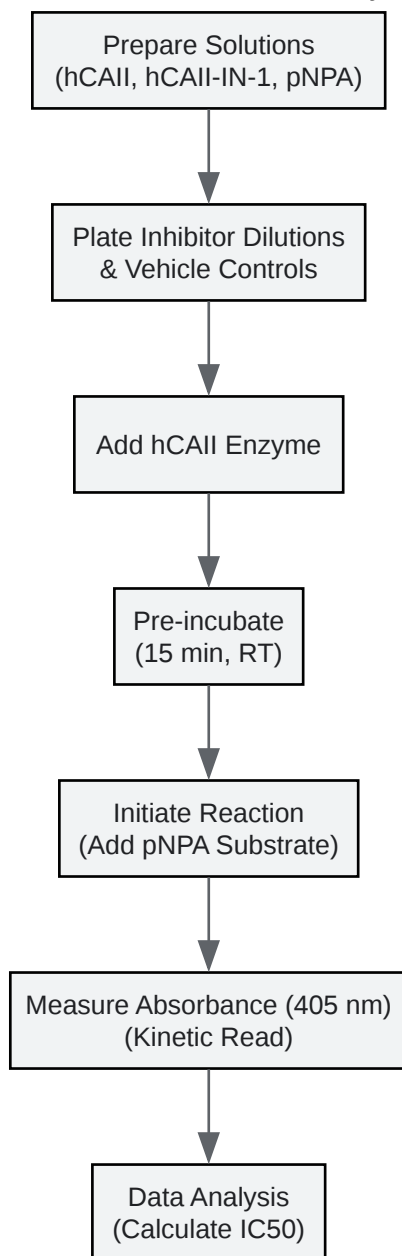 Prepare Solutions
(hCAII, hCAII-IN-1, pNPA)
Plate Inhibitor Dilutions
& Vehicle Controls
Add hCAII Enzyme
Pre-incubate
(15 min, RT)
Initiate Reaction
(Add pNPA Substrate)
Measure Absorbance (405 nm)
(Kinetic Read)
Data Analysis
(Calculate IC50)